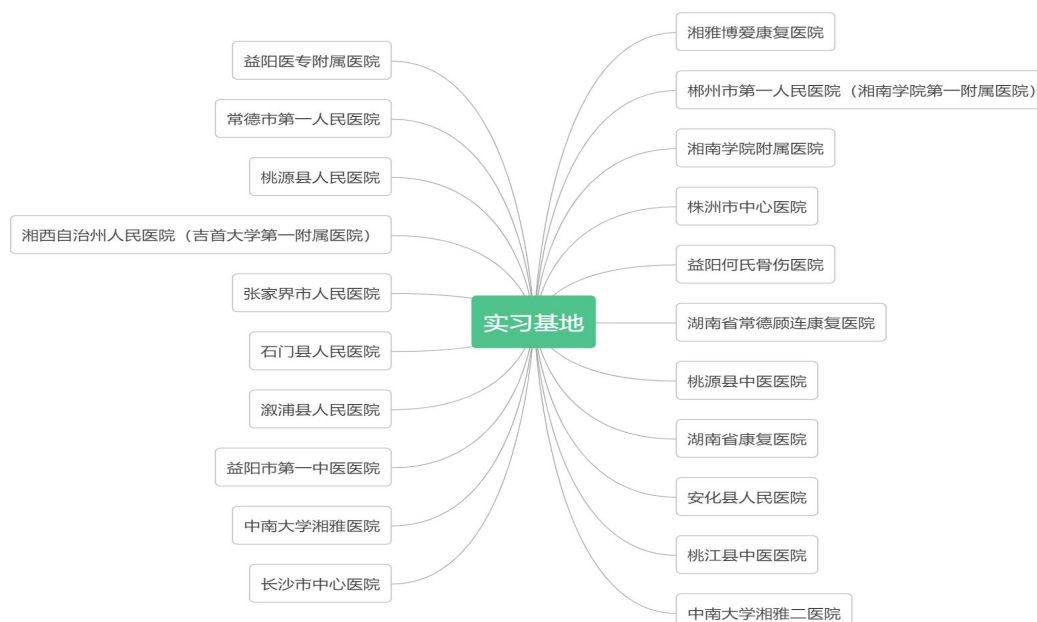 实习基地
益阳医专附属医院
常德市第一人民医院
桃源县人民医院
湘西自治州人民医院（吉首大学第一附属医院）
张家界市人民医院
石门县人民医院
溆浦县人民医院
益阳市第一中医医院
中南大学湘雅医院
长沙市中心医院
湘雅博爱康复医院
郴州市第一人民医院（湘南学院第一附属医院）
湘南学院附属医院
株洲市中心医院
益阳何氏骨伤医院
湖南省常德顾连康复医院
桃源县中医医院
湖南省康复医院
安化县人民医院
桃江县中医医院
中南大学湘雅二医院